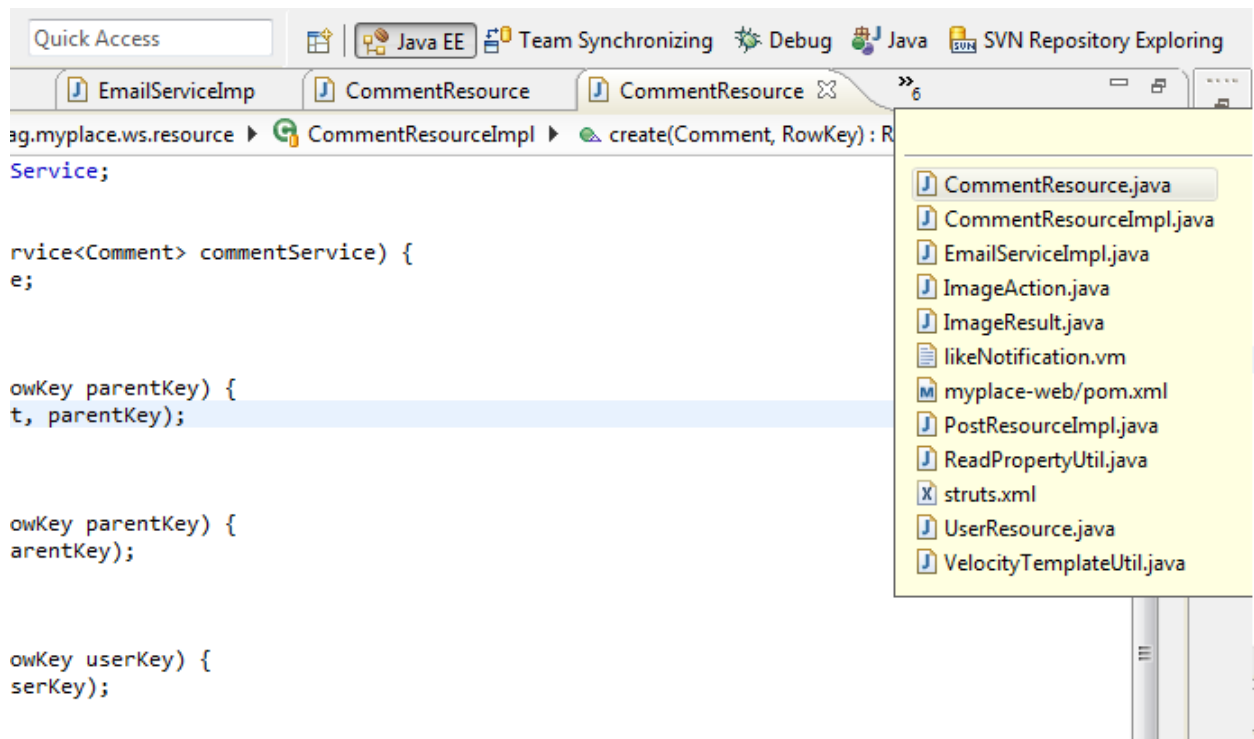 Quick Access Java EE Team Synchronizing Debug Java SVN Repository Exploring
EmailServiceImp CommentResource CommentResource »6
ag.myplace.ws.resource CommentResourceImpl create(Comment, RowKey) : R
Service;
rvice<Comment> commentService) {
e;
owKey parentKey) {
t, parentKey);
owKey parentKey) {
arentKey);
owKey userKey) {
serKey);
CommentResource.java
CommentResourceImpl.java
EmailServiceImpl.java
ImageAction.java
ImageResult.java
likeNotification.vm
myplace-web/pom.xml
PostResourceImpl.java
ReadPropertyUtil.java
struts.xml
UserResource.java
VelocityTemplateUtil.java